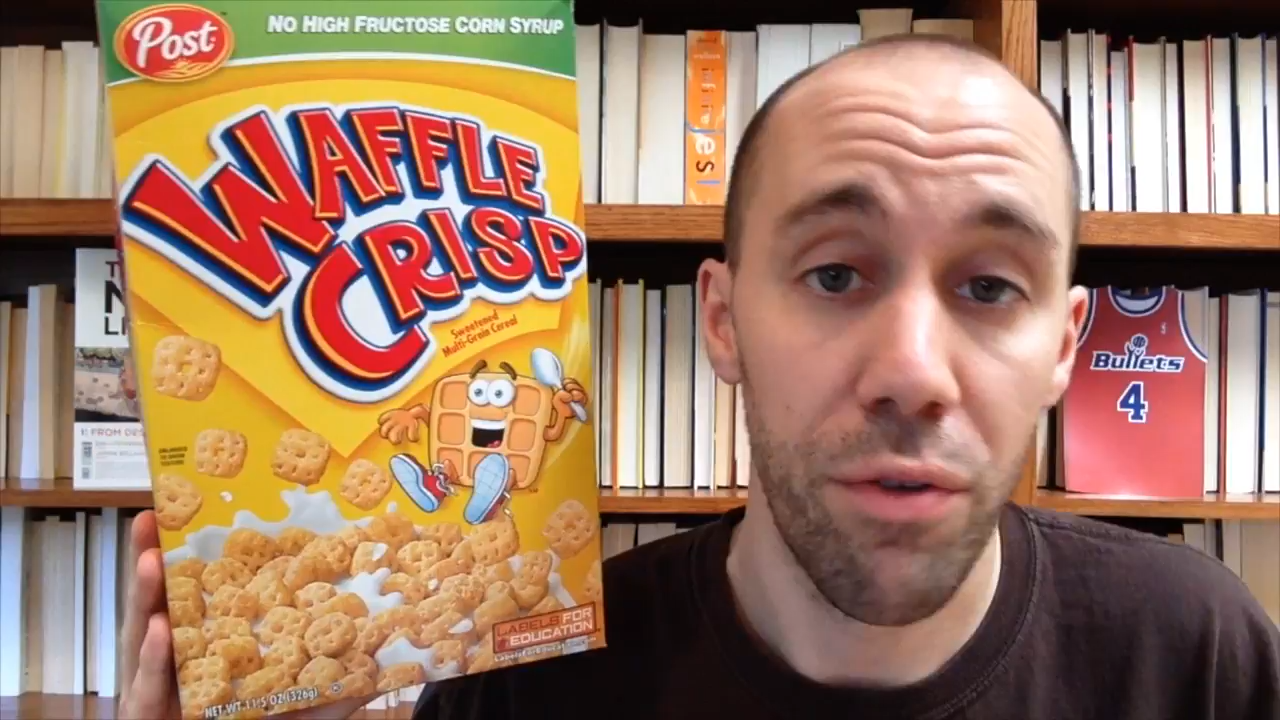 Post
NO HIGH FRUCTOSE CORN SYRUP
WAFFLE
CRISP
Sweetened
Multi-Grain Cereal
LABELS FOR
EDUCATION
NET WT 11.5 OZ (326g)
Bullets
4